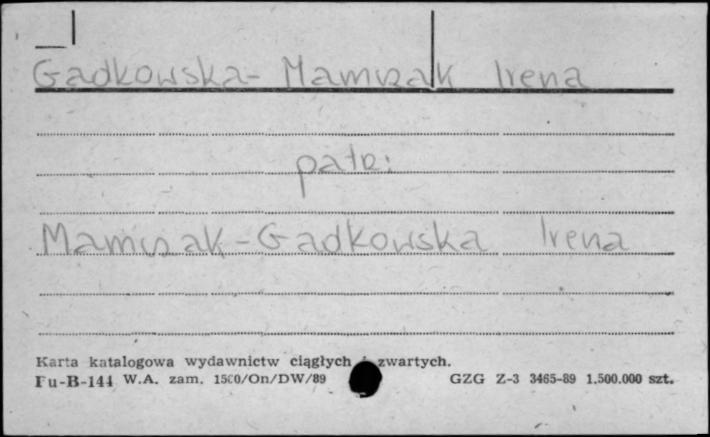 Gadkowska-Mamczak Irena
patrz:
Mamczak-Gadkowska Irena
Karta katalogowa wydawnictw ciągłych i zwartych.
Fu-B-144 W.A. zam. 1500/On/DW/89 GZG Z-3 3465-89 1.500.000 szt.